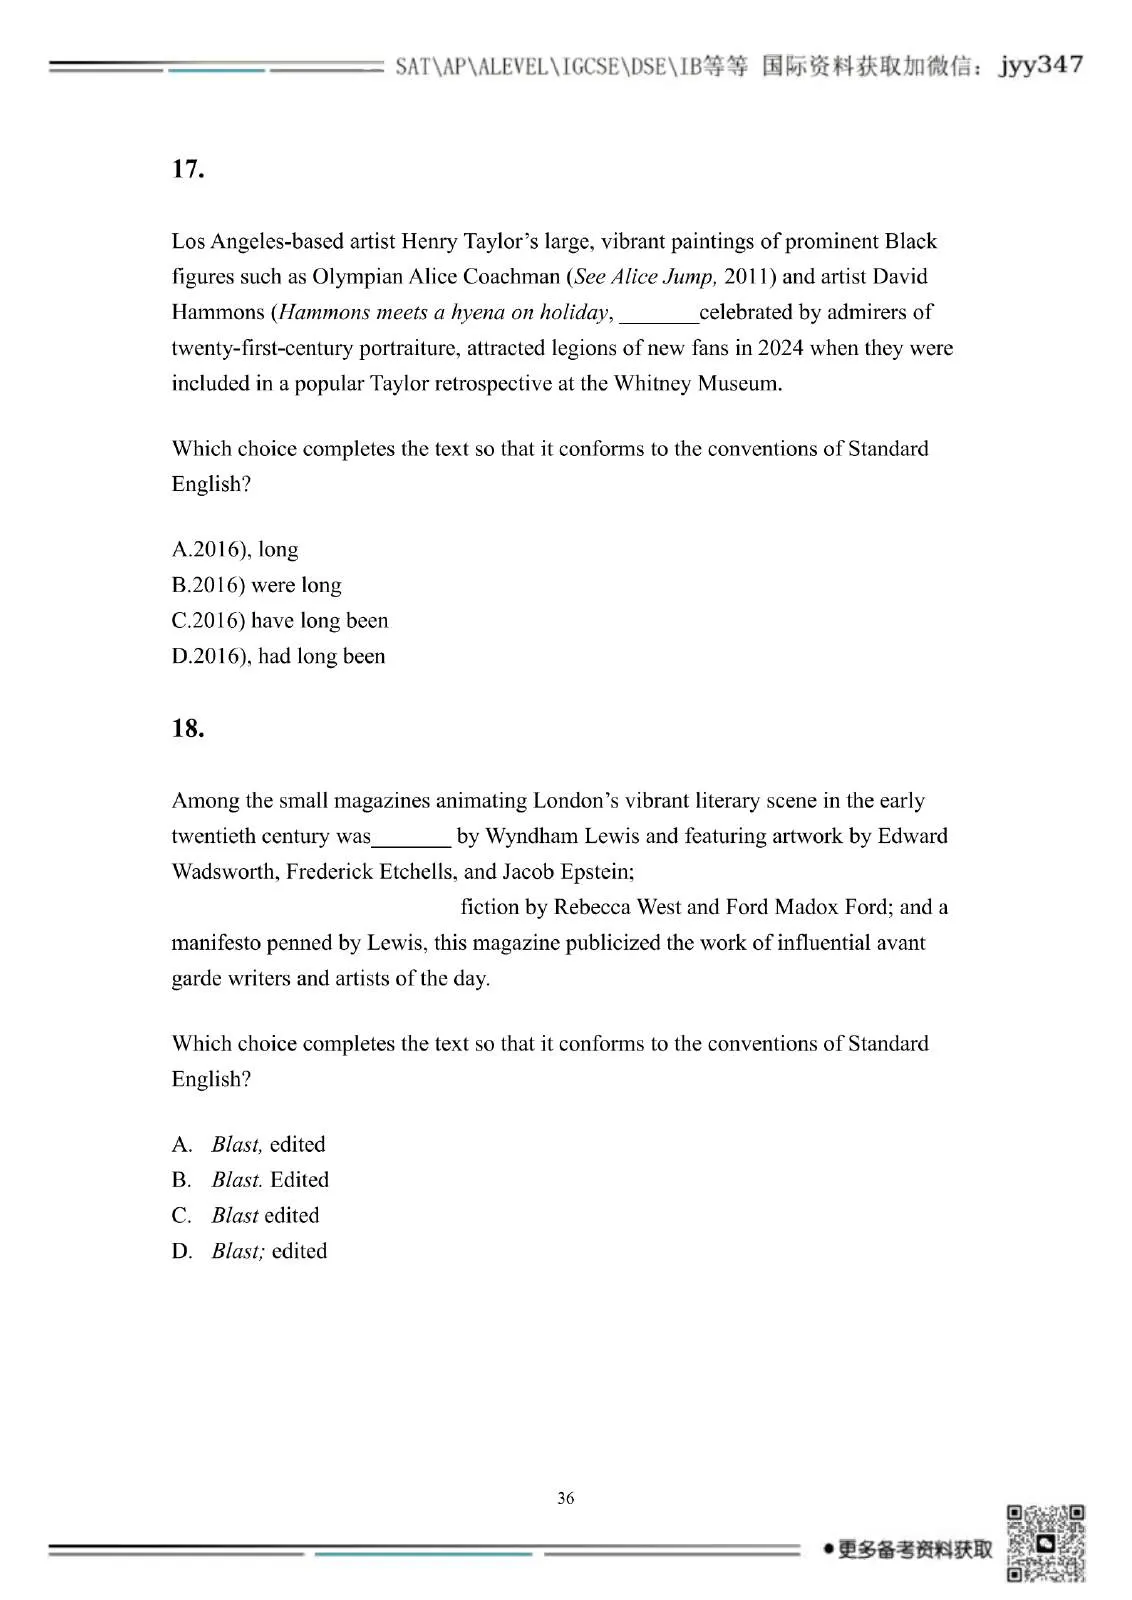 SAT\AP\ALEVEL\IGCSE\DSE\IB等等 国际资料获取加微信：jyy347
17.
Los Angeles-based artist Henry Taylor’s large, vibrant paintings of prominent Black
figures such as Olympian Alice Coachman (See Alice Jump, 2011) and artist David
Hammons (Hammons meets a hyena on holiday, _______celebrated by admirers of
twenty-first-century portraiture, attracted legions of new fans in 2024 when they were
included in a popular Taylor retrospective at the Whitney Museum.
Which choice completes the text so that it conforms to the conventions of Standard
English?
A.2016), long
B.2016) were long
C.2016) have long been
D.2016), had long been
18.
Among the small magazines animating London’s vibrant literary scene in the early
twentieth century was_______ by Wyndham Lewis and featuring artwork by Edward
Wadsworth, Frederick Etchells, and Jacob Epstein;
fiction by Rebecca West and Ford Madox Ford; and a
manifesto penned by Lewis, this magazine publicized the work of influential avant
garde writers and artists of the day.
Which choice completes the text so that it conforms to the conventions of Standard
English?
A. Blast, edited
B. Blast. Edited
C. Blast edited
D. Blast; edited
36
●更多备考资料获取